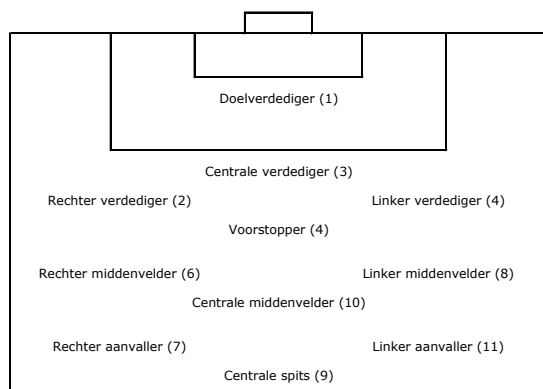 Doelverdediger (1)
Centrale verdediger (3)
Rechter verdediger (2)
Linker verdediger (4)
Voorstopper (4)
Rechter middenvelder (6)
Linker middenvelder (8)
Centrale middenvelder (10)
Rechter aanvaller (7)
Linker aanvaller (11)
Centrale spits (9)